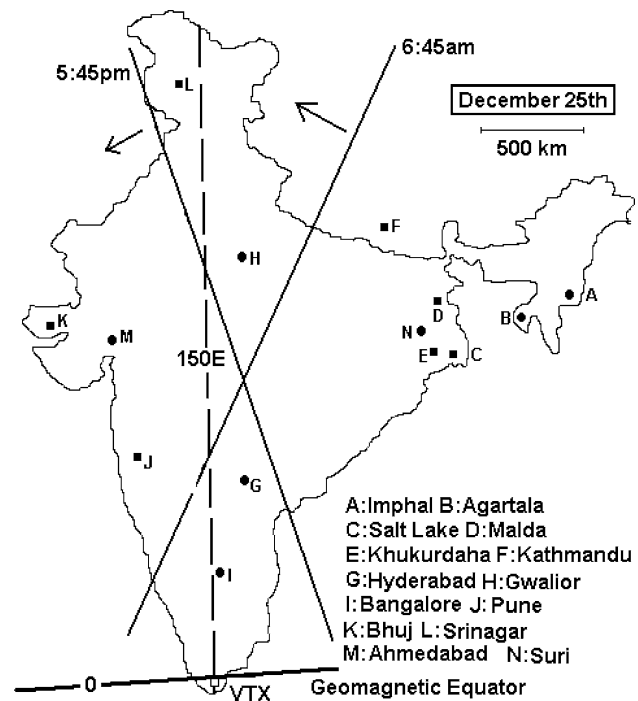 6:45am
5:45pm
L
December 25th
500 km
F
H
A
D
B
K
M
N
150E
E
C
J
G
A:Imphal B:Agartala
C:Salt Lake D:Malda
E:Khukurdaha F:Kathmandu
G:Hyderabad H:Gwalior
I
I:Bangalore J: Pune
K:Bhuj L: Srinagar
M:Ahmedabad N:Suri
0
VTX
Geomagnetic Equator